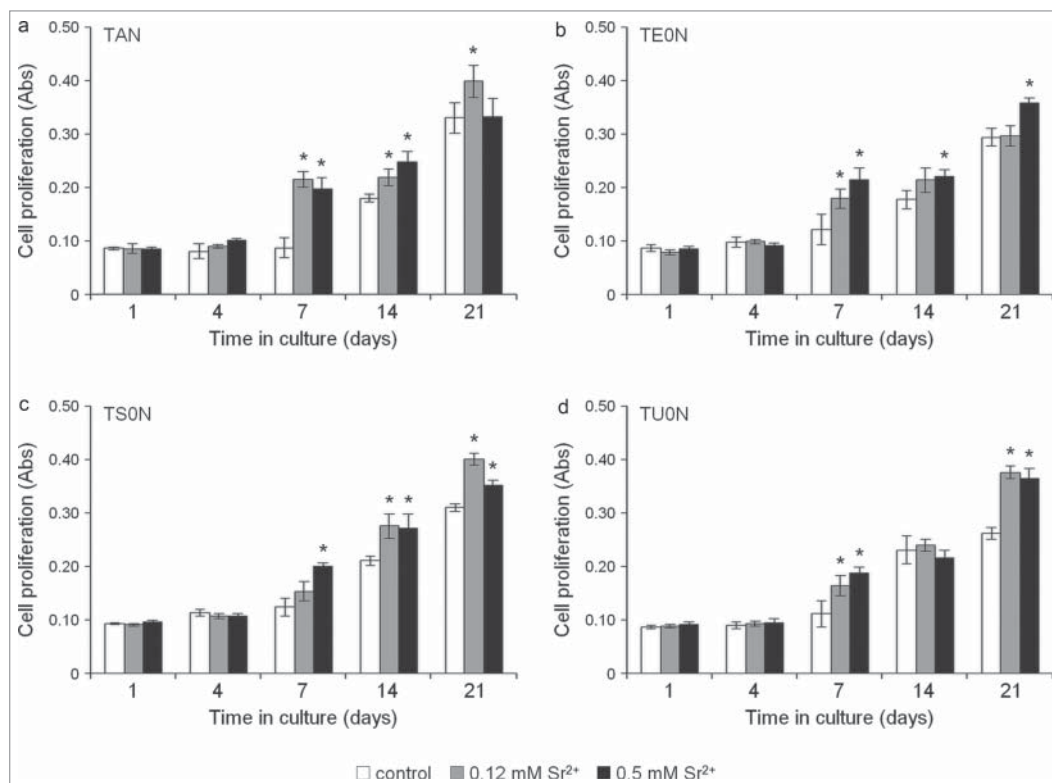 a
TAN
Cell proliferation (Abs)
0.50
0.40
0.30
0.20
0.10
0
* * * * *
1 4 7 14 21
Time in culture (days)
b
TE0N
Cell proliferation (Abs)
0.50
0.40
0.30
0.20
0.10
0
* * * *
1 4 7 14 21
Time in culture (days)
c
TS0N
Cell proliferation (Abs)
0.50
0.40
0.30
0.20
0.10
0
* * * * *
1 4 7 14 21
Time in culture (days)
d
TU0N
Cell proliferation (Abs)
0.50
0.40
0.30
0.20
0.10
0
* * * *
1 4 7 14 21
Time in culture (days)
control 0.12 mM Sr²⁺ 0.5 mM Sr²⁺